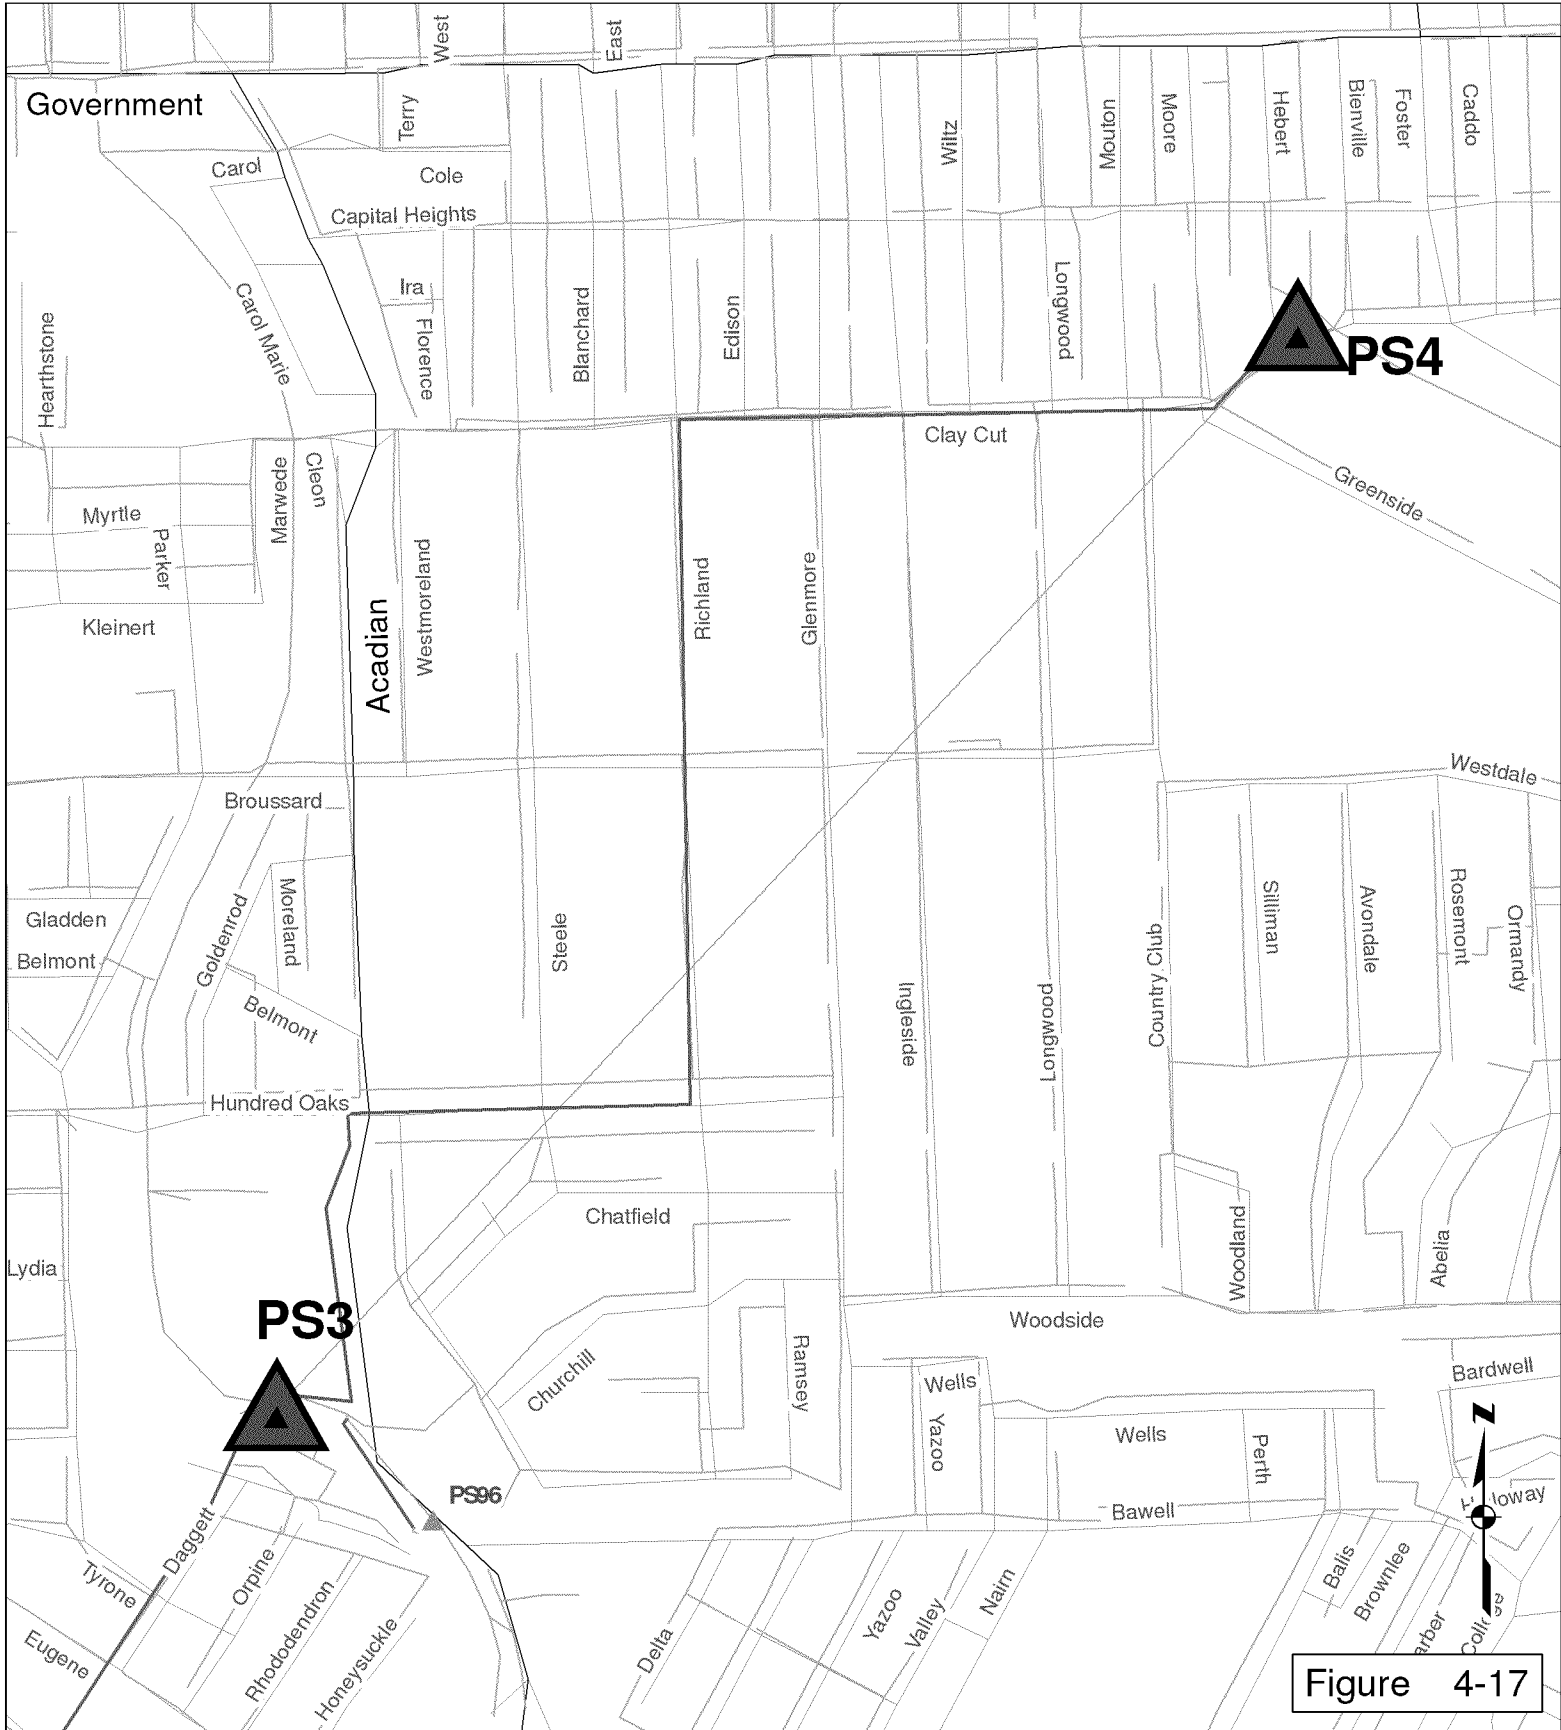 West
East
Government
Terry
Wiltz
Mouton
Moore
Hebert
Bienville
Foster
Caddo
Carol
Cole
Capital Heights
Ira
Carol Marie
Florence
Hearthstone
Blanchard
Edison
Longwood
PS4
Clay Cut
Greenside
Marwede
Cleon
Myrtle
Parker
Kleinert
Acadian
Westmoreland
Richland
Glenmore
Westdale
Broussard
Gladden
Belmont
Goldenrod
Moreland
Belmont
Steele
Ingleside
Longwood
Country Club
Silliman
Avondale
Rosemont
Ormandy
Hundred Oaks
Chatfield
Lydia
Woodland
Abelia
PS3
Woodside
Churchill
Ramsey
Wells
Yazoo
Bardwell
Wells
Perth
N
PS96
Bawell
Daggett
Tyrone
Orpine
Rhododendron
Honeysuckle
Eugene
Delta
Yazoo
Valley
Nairn
Balis
Brownlee
arber
Figure 4-17